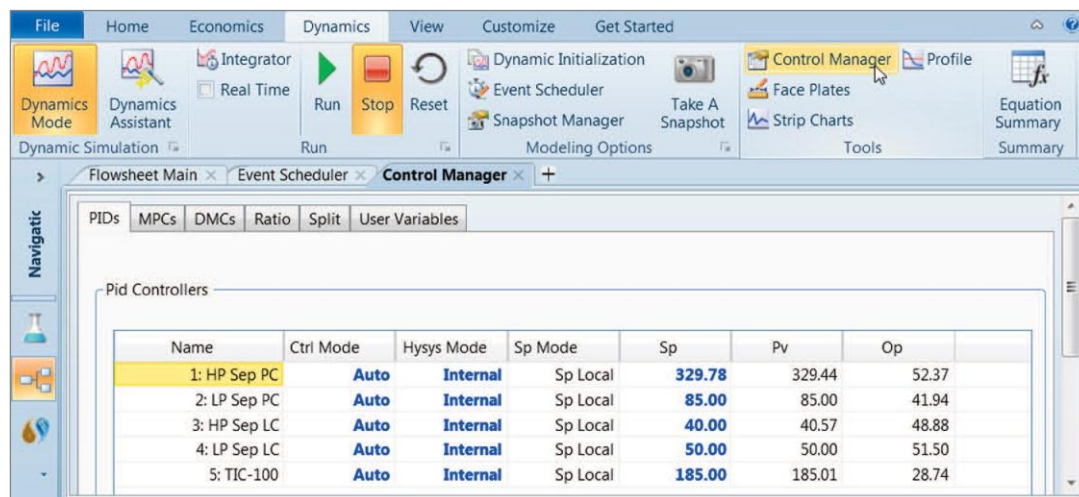 File Home Economics Dynamics View Customize Get Started
Integrator Dynamic Initialization Control Manager Profile
Real Time Event Scheduler Face Plates
Dynamics Mode Dynamics Assistant Run Stop Reset Snapshot Manager Take A Snapshot Strip Charts Equation Summary
Dynamic Simulation Run Modeling Options Tools Summary
Flowsheet Main × Event Scheduler × Control Manager × +
Navigatic
PIDs MPCs DMCs Ratio Split User Variables
Pid Controllers
Name Ctrl Mode Hysys Mode Sp Mode Sp Pv Op
1: HP Sep PC Auto Internal Sp Local 329.78 329.44 52.37
2: LP Sep PC Auto Internal Sp Local 85.00 85.00 41.94
3: HP Sep LC Auto Internal Sp Local 40.00 40.57 48.88
4: LP Sep LC Auto Internal Sp Local 50.00 50.00 51.50
5: TIC-100 Auto Internal Sp Local 185.00 185.01 28.74